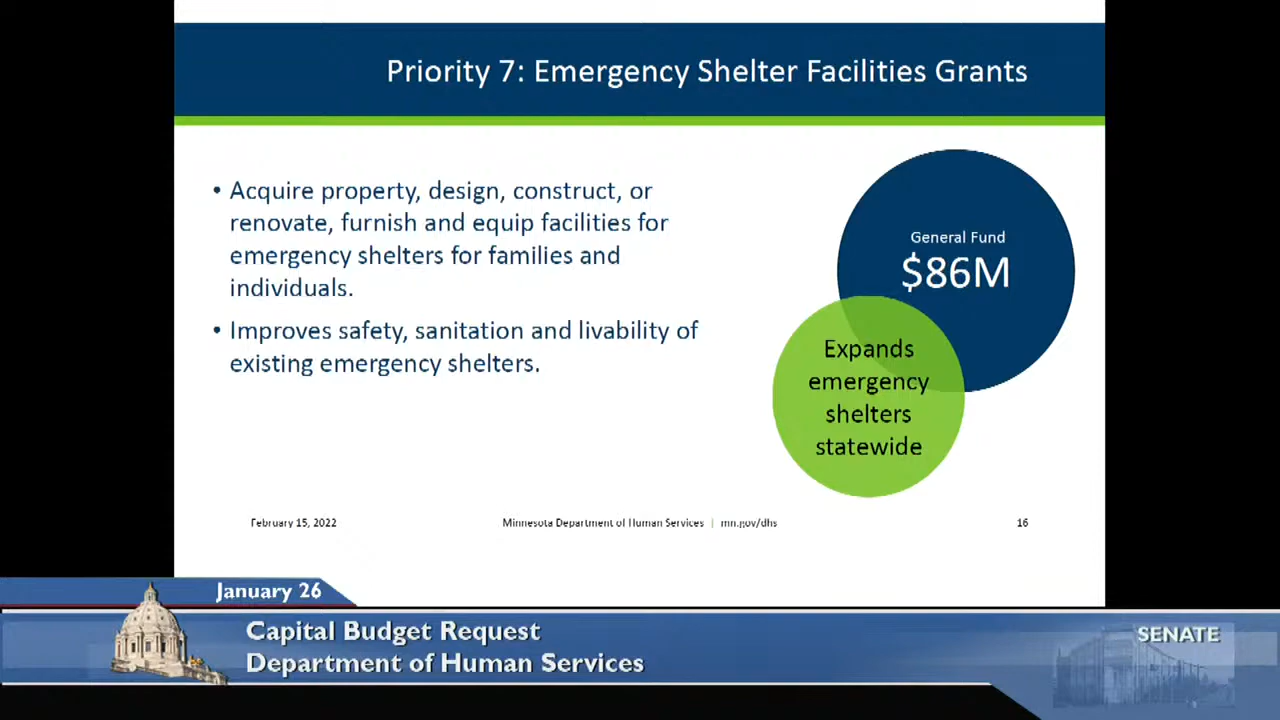 Priority 7: Emergency Shelter Facilities Grants
• Acquire property, design, construct, or
renovate, furnish and equip facilities for
emergency shelters for families and
individuals.
• Improves safety, sanitation and livability of
existing emergency shelters.
General Fund
$86M
Expands
emergency
shelters
statewide
February 15, 2022
Minnesota Department of Human Services | mn.gov/dhs
16
January 26
Capital Budget Request
Department of Human Services
SENATE